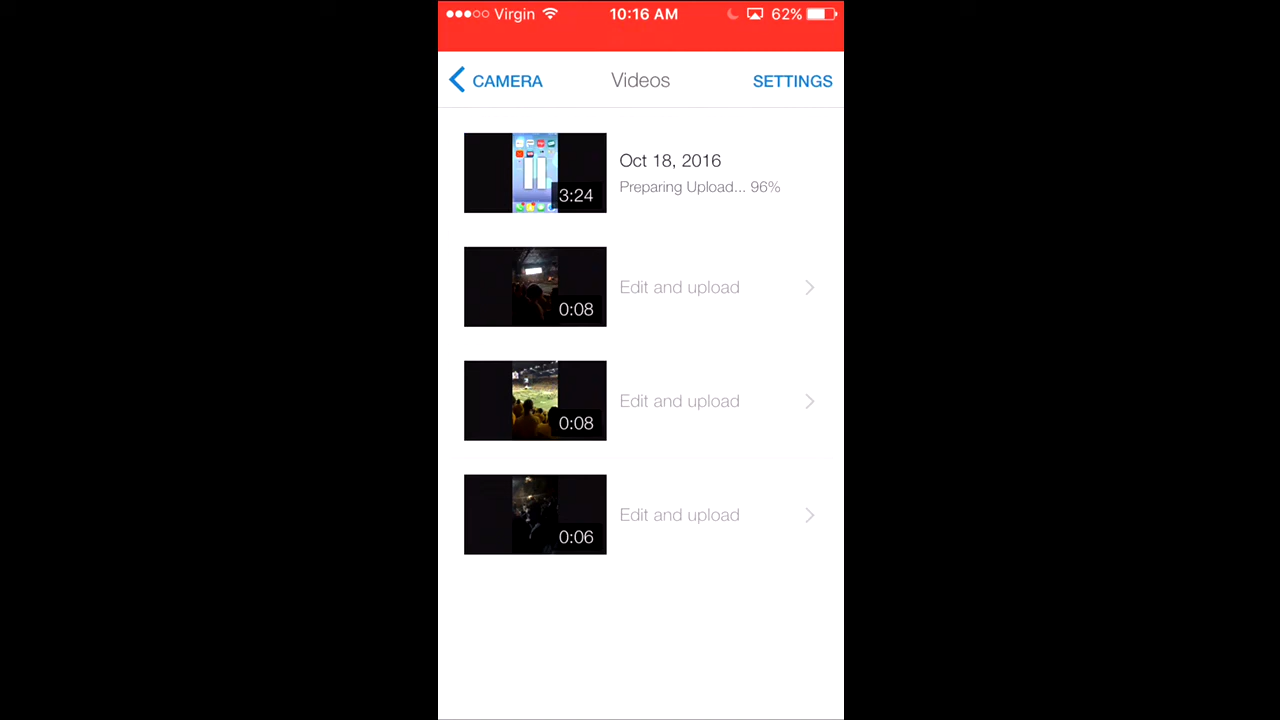 Virgin 10:16 AM 62%
CAMERA Videos SETTINGS
3:24 Oct 18, 2016
Preparing Upload... 96%
0:08 Edit and upload
0:08 Edit and upload
0:06 Edit and upload